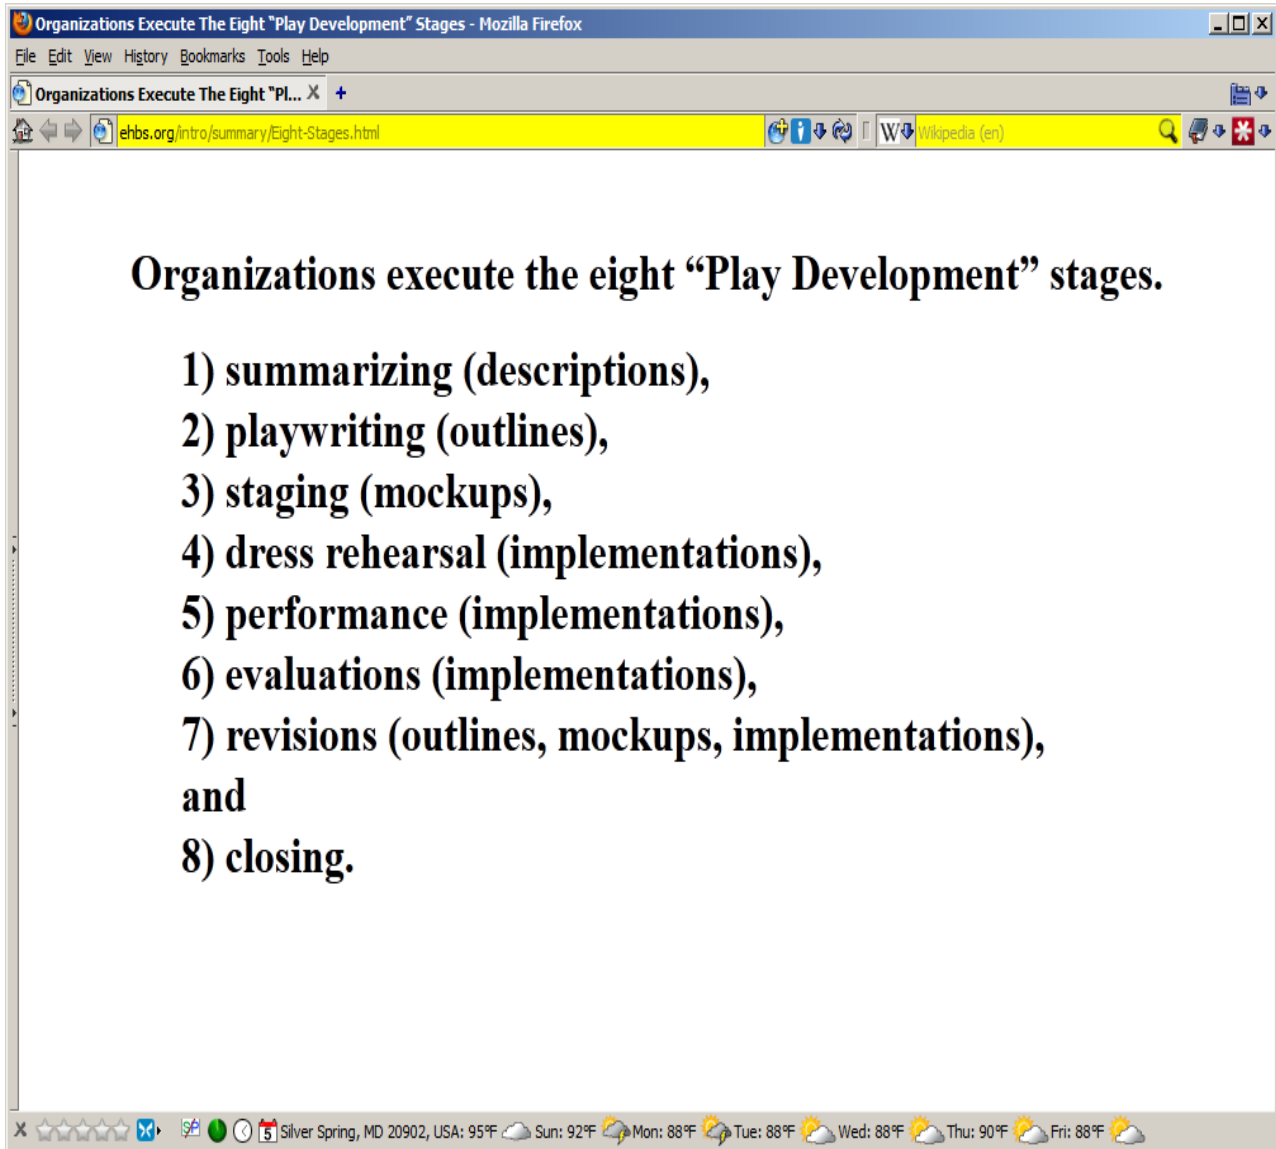 Organizations Execute The Eight “Play Development” Stages - Mozilla Firefox
File Edit View History Bookmarks Tools Help
Organizations Execute The Eight “Pl... X +
ehbs.org/intro/summary/Eight-Stages.html W Wikipedia (en)
Organizations execute the eight “Play Development” stages.
1) summarizing (descriptions),
2) playwriting (outlines),
3) staging (mockups),
4) dress rehearsal (implementations),
5) performance (implementations),
6) evaluations (implementations),
7) revisions (outlines, mockups, implementations),
and
8) closing.
X SP 5 Silver Spring, MD 20902, USA: 95°F Sun: 92°F Mon: 88°F Tue: 88°F Wed: 88°F Thu: 90°F Fri: 88°F